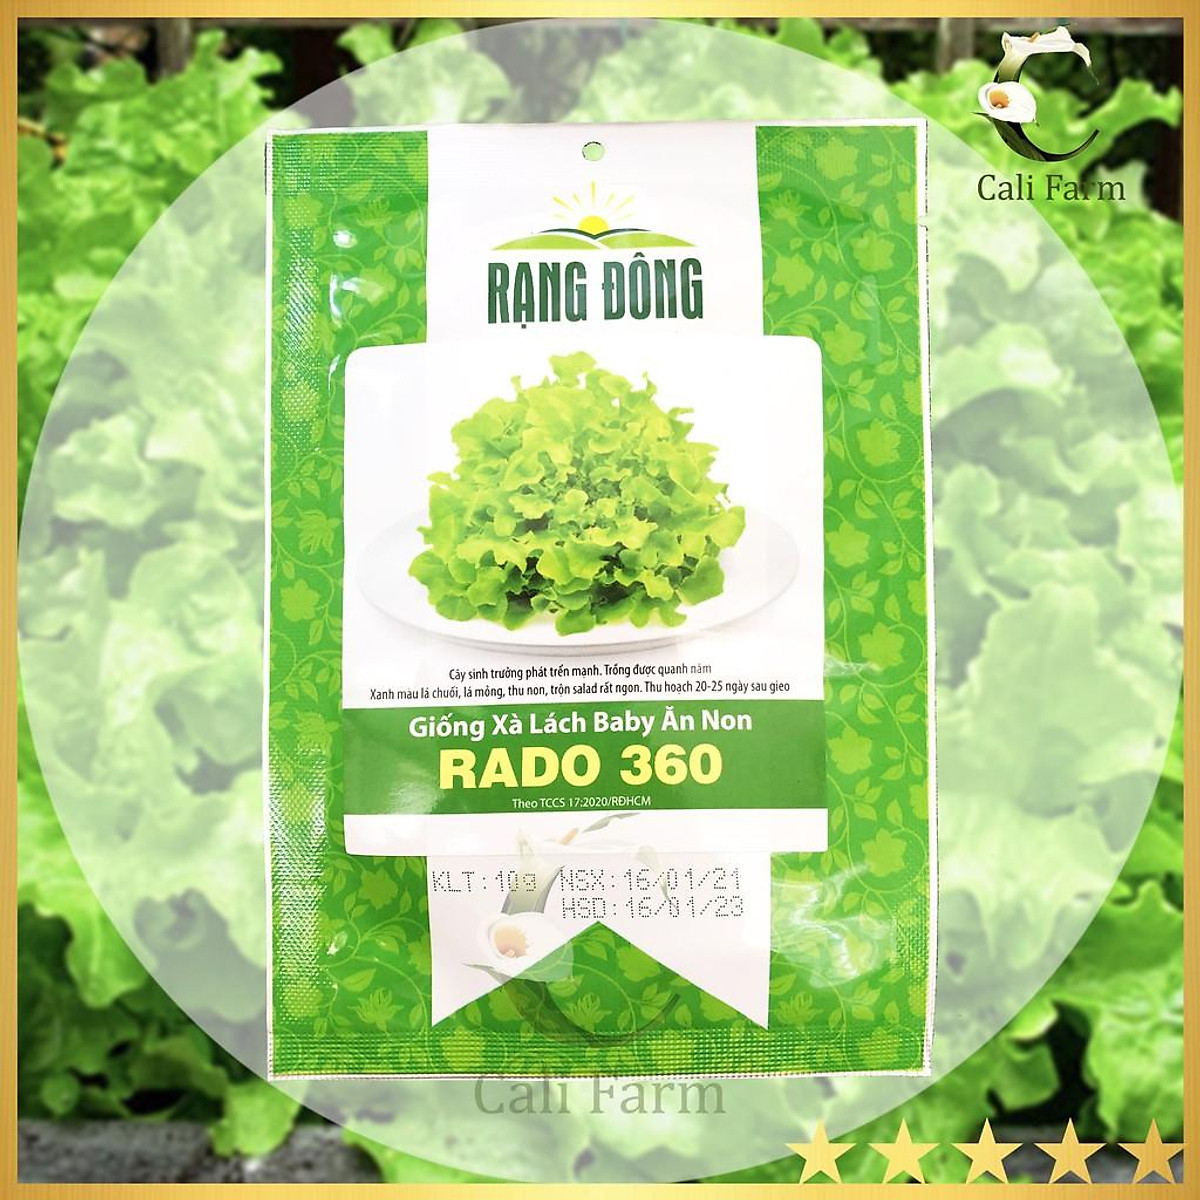 Cali Farm
RẠNG ĐÔNG
Cây sinh trưởng phát trển mạnh. Trồng được quanh năm
Xanh màu lá chuối, lá mỏng, thu non, trộn salad rất ngon. Thu hoạch 20-25 ngày sau gieo
Giống Xà Lách Baby Ăn Non
RADO 360
Theo TCCS 17:2020/RĐHCM
KLT: 10g NSX: 16/01/21
HSD: 16/01/23
Cali Farm